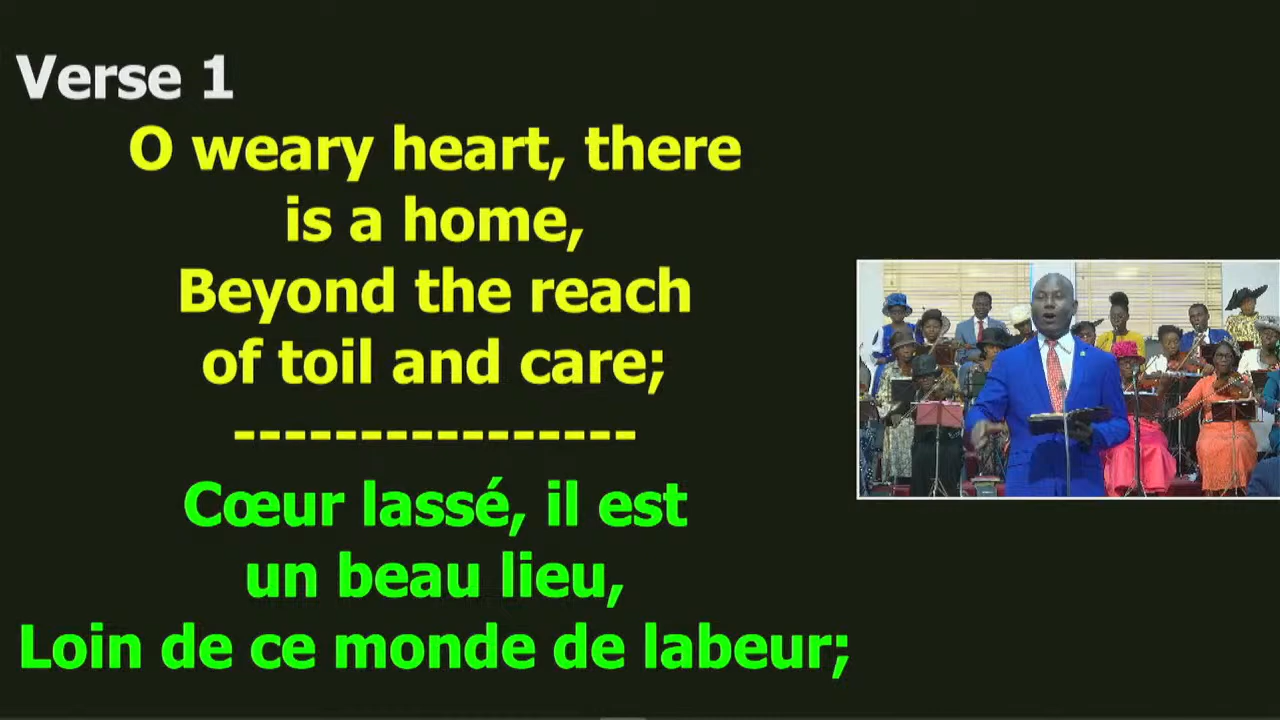 Verse 1
O weary heart, there
is a home,
Beyond the reach
of toil and care;
----------------
Cœur lassé, il est
un beau lieu,
Loin de ce monde de labeur;